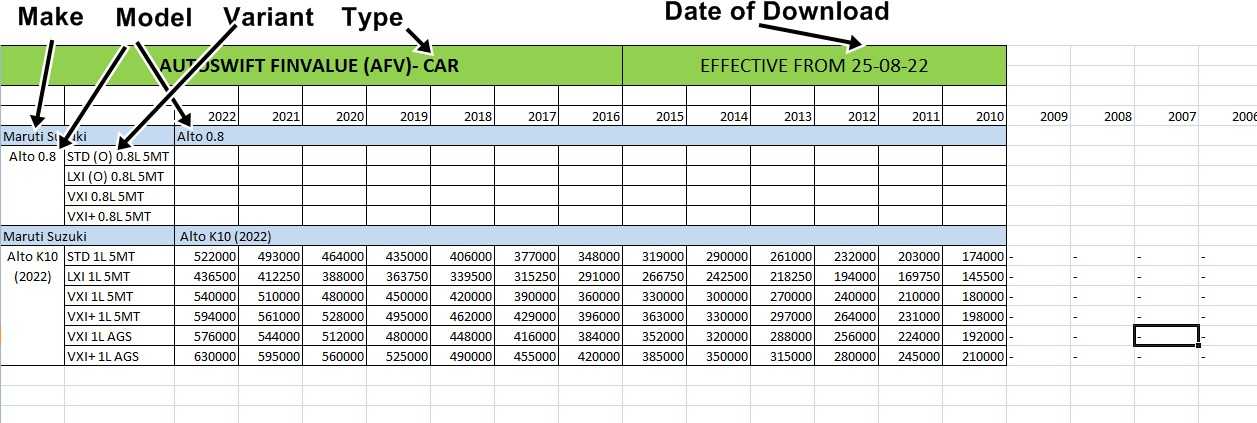 Make Model Variant Type Date of Download
AUTOSWIFT FINVALUE (AFV)- CAR EFFECTIVE FROM 25-08-22
2022 2021 2020 2019 2018 2017 2016 2015 2014 2013 2012 2011 2010 2009 2008 2007 2006
Maruti Suzuki Alto 0.8
Alto 0.8 STD (O) 0.8L 5MT
LXI (O) 0.8L 5MT
VXI 0.8L 5MT
VXI+ 0.8L 5MT
Maruti Suzuki Alto K10 (2022)
Alto K10 STD 1L 5MT 522000 493000 464000 435000 406000 377000 348000 319000 290000 261000 232000 203000 174000 - - - -
(2022) LXI 1L 5MT 436500 412250 388000 363750 339500 315250 291000 266750 242500 218250 194000 169750 145500 - - - -
VXI 1L 5MT 540000 510000 480000 450000 420000 390000 360000 330000 300000 270000 240000 210000 180000 - - - -
VXI+ 1L 5MT 594000 561000 528000 495000 462000 429000 396000 363000 330000 297000 264000 231000 198000 - - - -
VXI 1L AGS 576000 544000 512000 480000 448000 416000 384000 352000 320000 288000 256000 224000 192000 - - - -
VXI+ 1L AGS 630000 595000 560000 525000 490000 455000 420000 385000 350000 315000 280000 245000 210000 - - - -